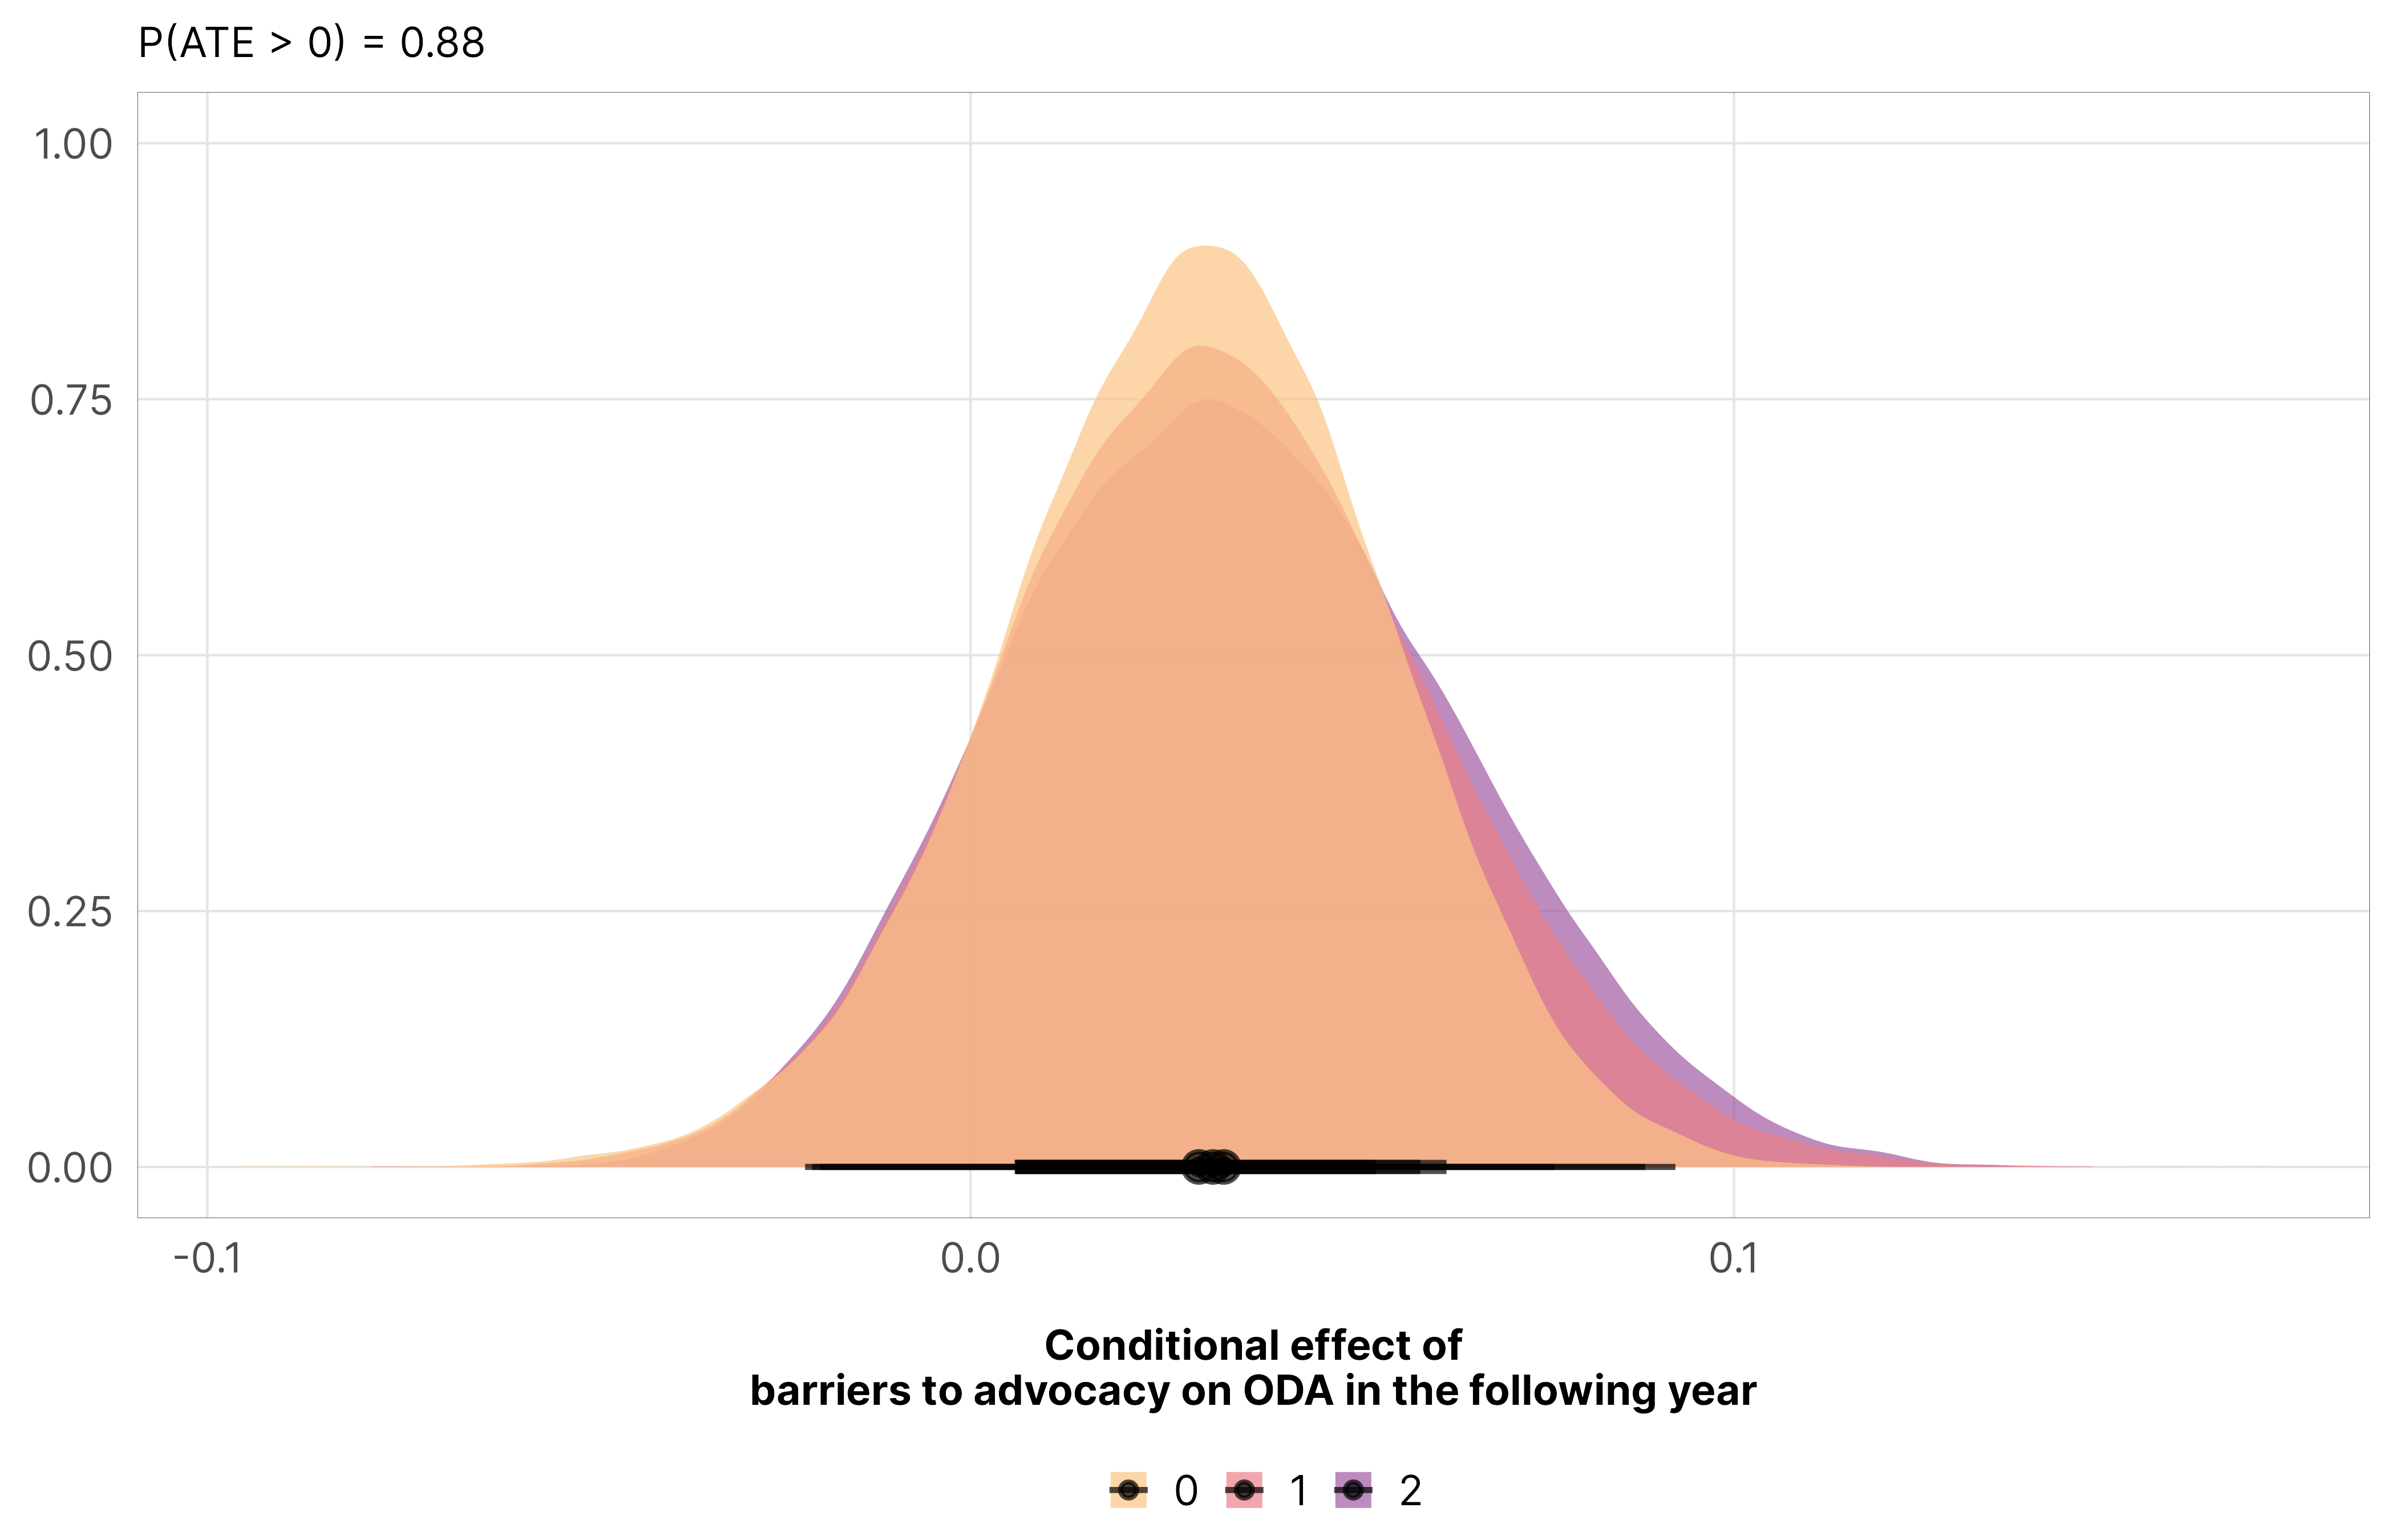 P(ATE > 0) = 0.88
1.00
0.75
0.50
0.25
0.00
-0.1 0.0 0.1
Conditional effect of
barriers to advocacy on ODA in the following year
0 1 2